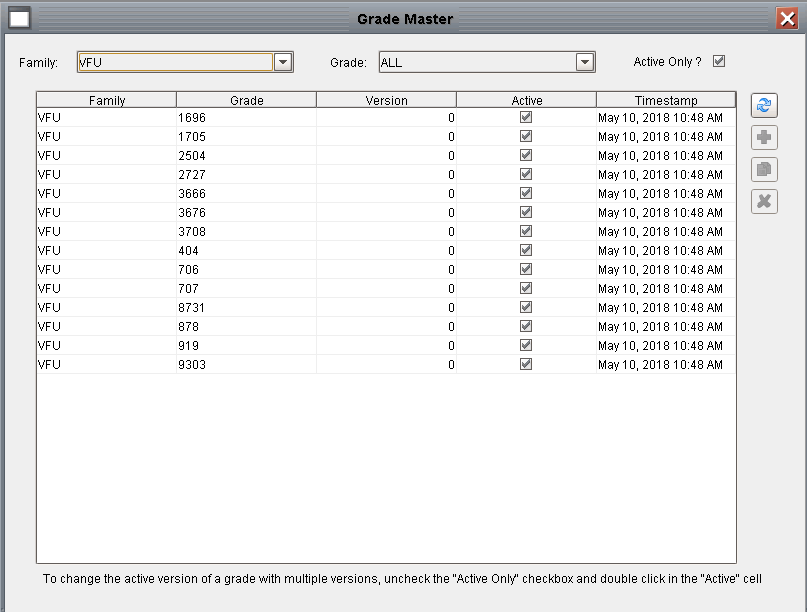 Grade Master
Family: VFU Grade: ALL Active Only ?
Family Grade Version Active Timestamp
VFU 1696 0 May 10, 2018 10:48 AM
VFU 1705 0 May 10, 2018 10:48 AM
VFU 2504 0 May 10, 2018 10:48 AM
VFU 2727 0 May 10, 2018 10:48 AM
VFU 3666 0 May 10, 2018 10:48 AM
VFU 3676 0 May 10, 2018 10:48 AM
VFU 3708 0 May 10, 2018 10:48 AM
VFU 404 0 May 10, 2018 10:48 AM
VFU 706 0 May 10, 2018 10:48 AM
VFU 707 0 May 10, 2018 10:48 AM
VFU 8731 0 May 10, 2018 10:48 AM
VFU 878 0 May 10, 2018 10:48 AM
VFU 919 0 May 10, 2018 10:48 AM
VFU 9303 0 May 10, 2018 10:48 AM
To change the active version of a grade with multiple versions, uncheck the "Active Only" checkbox and double click in the "Active" cell